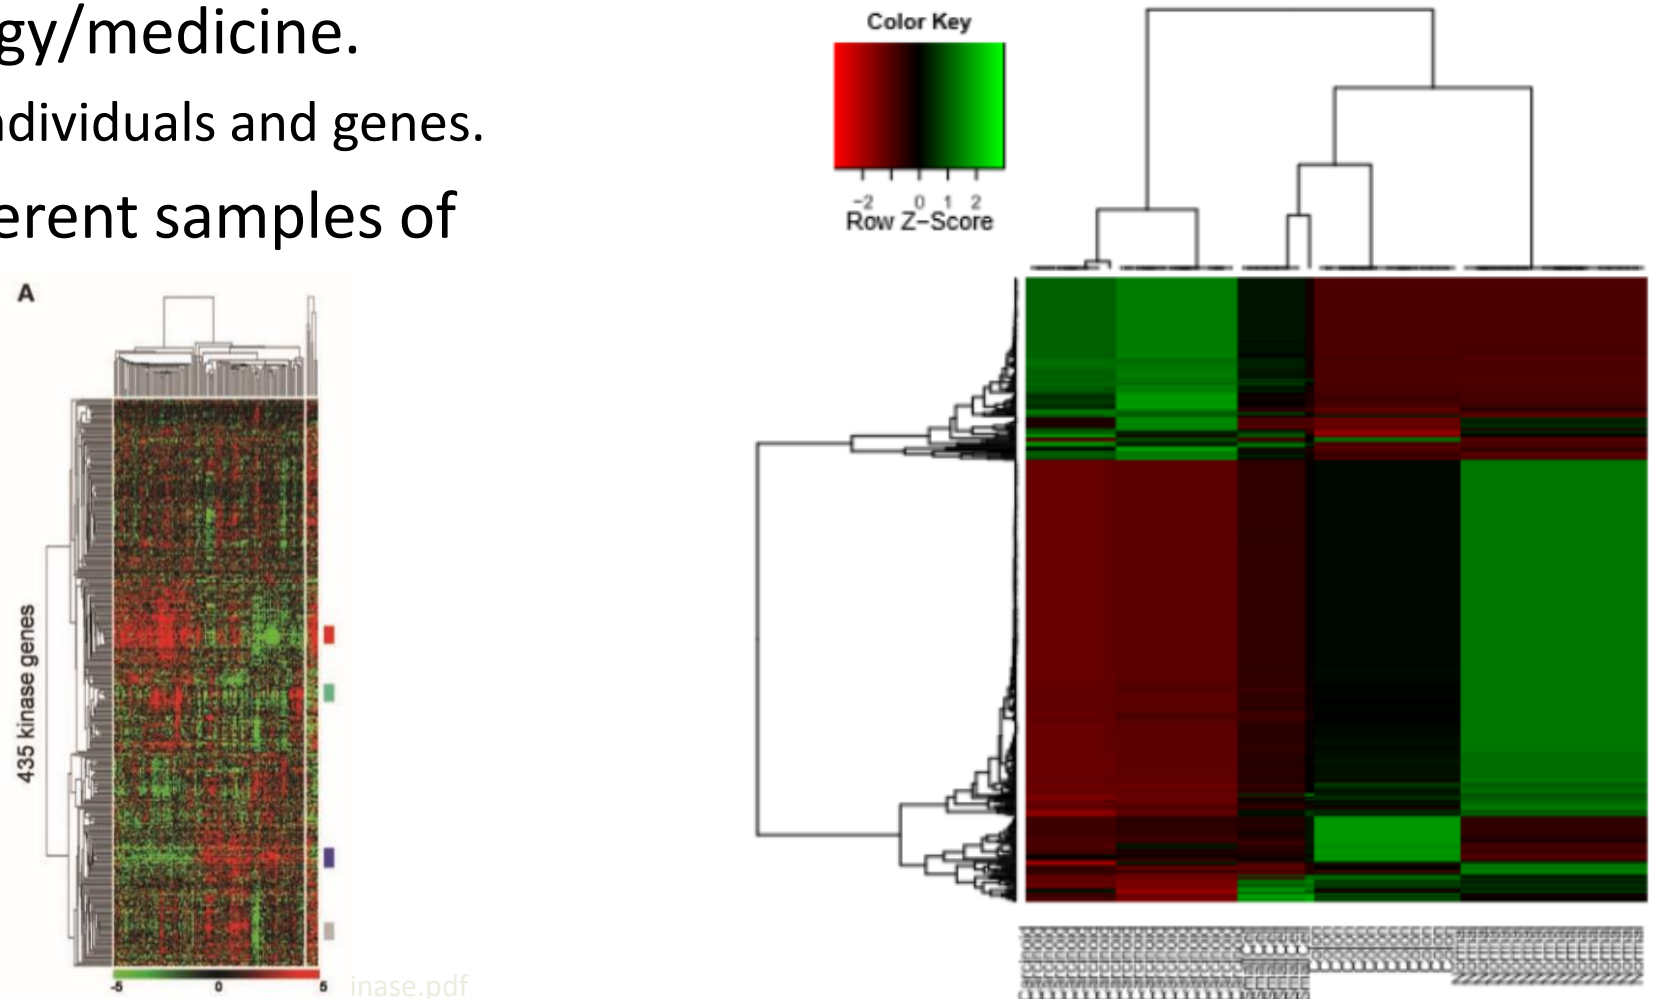 gy/medicine.
ndividuals and genes.
erent samples of
A
435 kinase genes
-5 0 5
inase.pdf
Color Key
−2 0 1 2
Row Z−Score